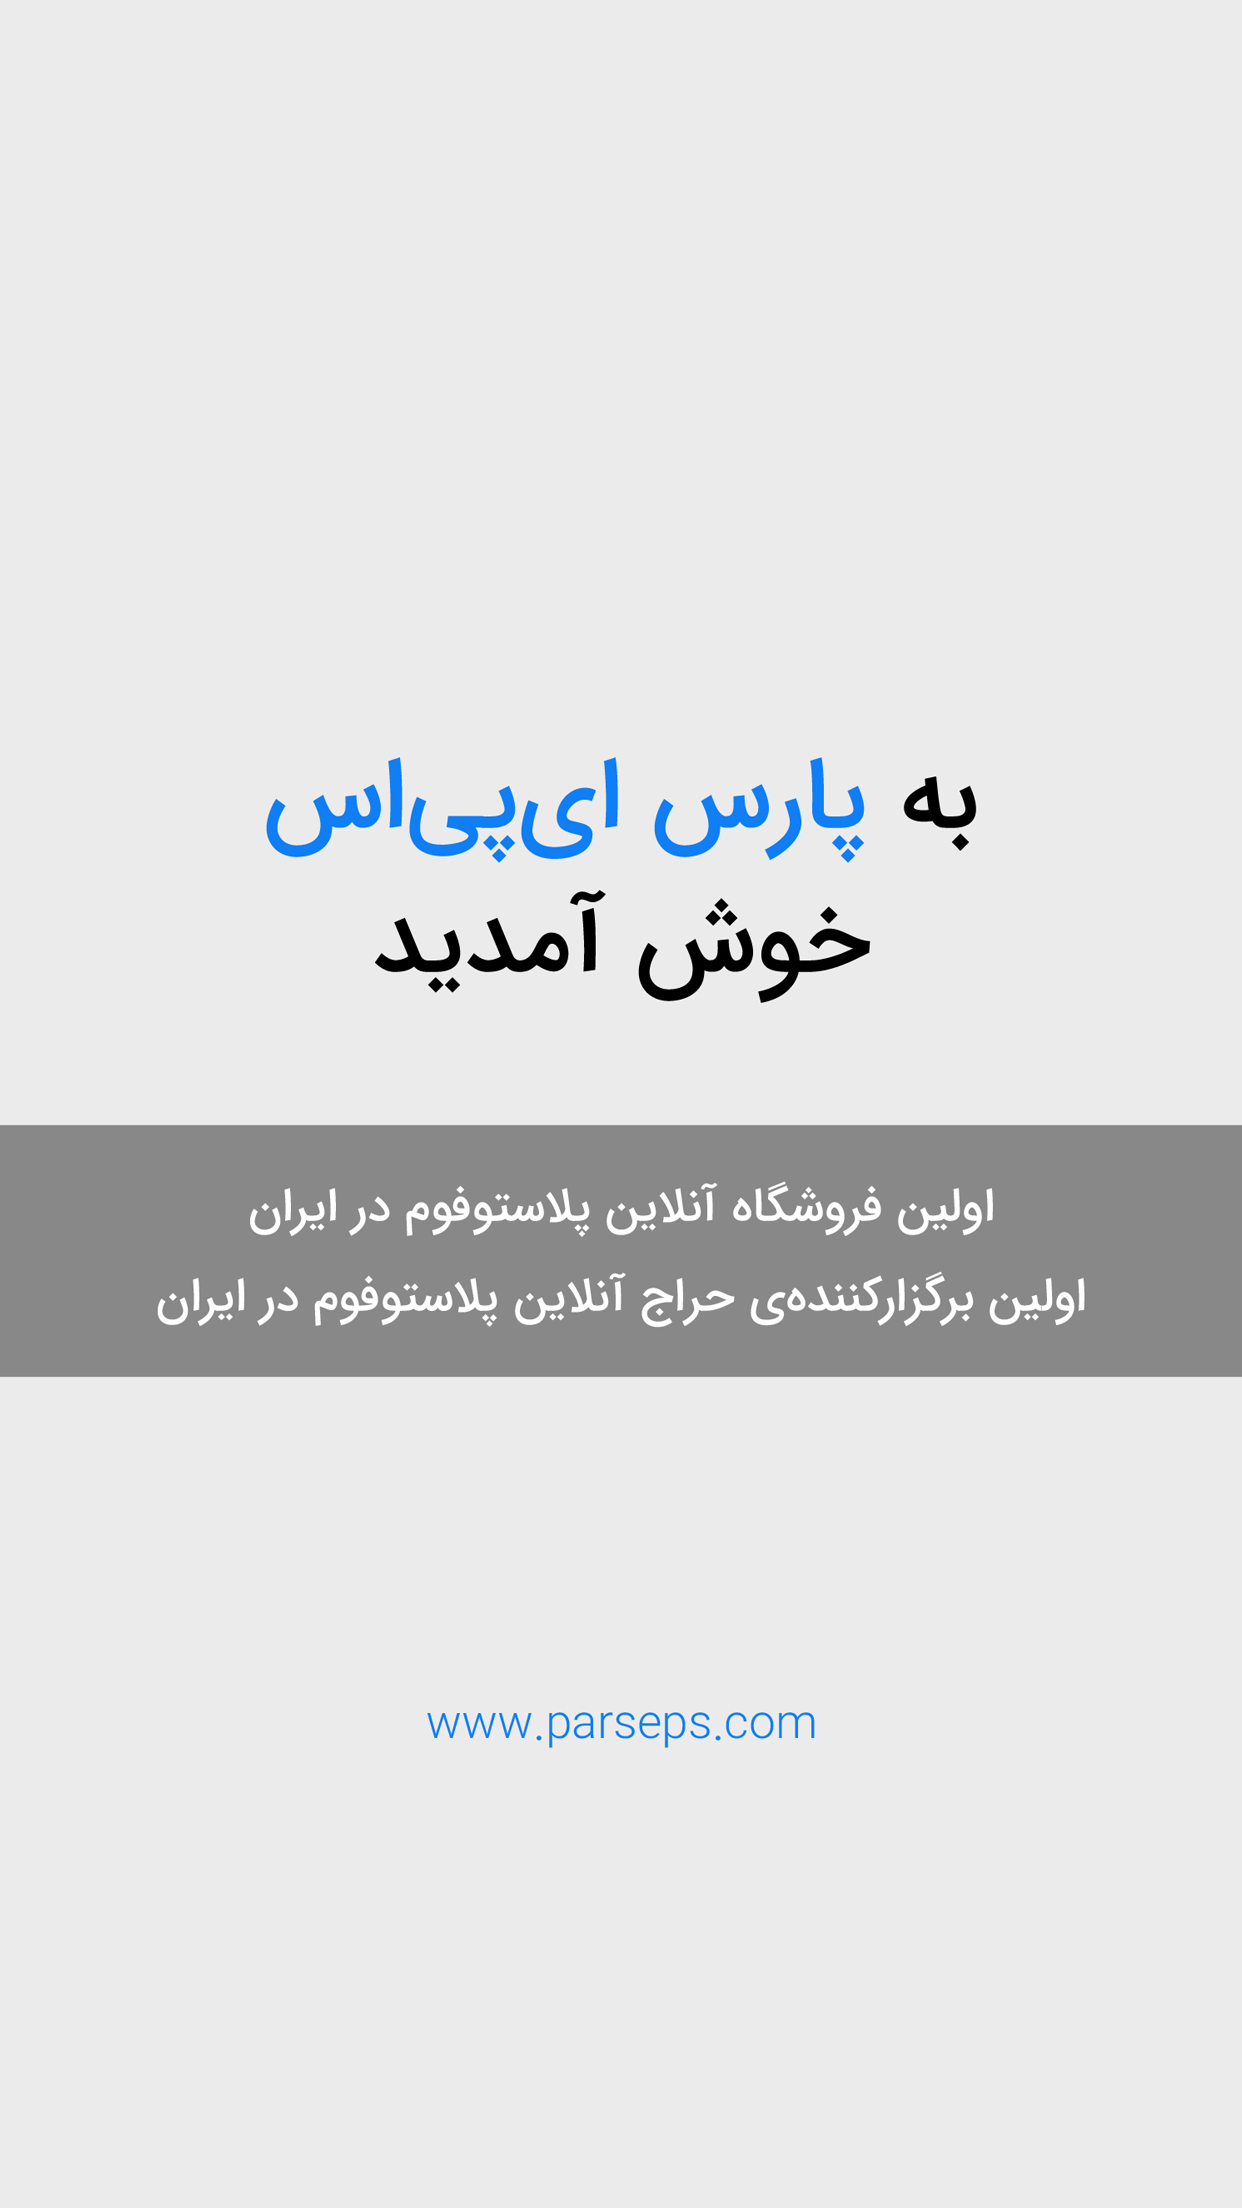 به پارس ای‌پی‌اس
خوش آمدید
اولین فروشگاه آنلاین پلاستوفوم در ایران
اولین برگزارکننده‌ی حراج آنلاین پلاستوفوم در ایران
www.parseps.com